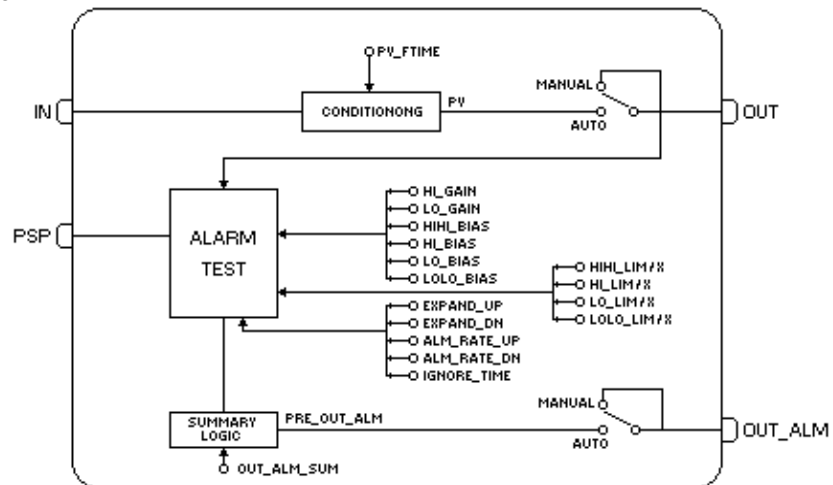 PV_FTIME
MANUAL
IN
CONDITIONONG
PV
OUT
AUTO
HI_GAIN
LO_GAIN
HIHI_BIAS
HI_BIAS
LO_BIAS
LOLO_BIAS
PSP
ALARM
TEST
HIHI_LIM/X
HI_LIM/X
LO_LIM/X
LOLO_LIM/X
EXPAND_UP
EXPAND_DN
ALM_RATE_UP
ALM_RATE_DN
IGNORE_TIME
MANUAL
SUMMARY
LOGIC
PRE_OUT_ALM
OUT_ALM
AUTO
OUT_ALM_SUM